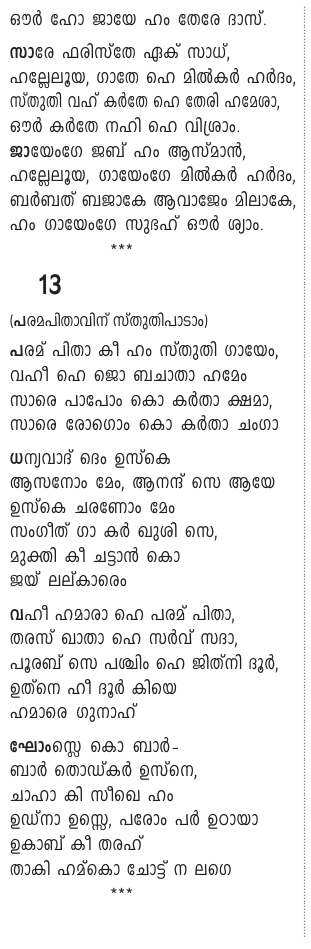 ഔർ ഹോ ജായേ ഹം തേരേ ദാസ്.
സാരേ ഫരിസ്തേ ഏക് സാധ്,
ഹല്ലേലൂയ, ഗാതേ ഹെ മിൽകർ ഹർദം,
സ്തുതി വഹ് കർതേ ഹെ തേരി ഹമേശാ,
ഔർ കർതേ നഹി ഹെ വിശ്രാം.
ജായേംഗേ ജബ് ഹം ആസ്മാൻ,
ഹല്ലേലൂയ, ഗായേംഗേ മിൽകർ ഹർദം,
ബർബത് ബജാകേ ആവാജേം മിലാകേ,
ഹം ഗായേംഗേ സുഭഹ് ഔർ ശ്യാം.
***
13
(പരമപിതാവിന് സ്തുതിപാടാം)
പരമ് പിതാ കീ ഹം സ്തുതി ഗായേം,
വഹീ ഹെ ജൊ ബചാതാ ഹമേം
സാരെ പാപോം കൊ കർതാ ക്ഷമാ,
സാരെ രോഗൊം കൊ കർതാ ചംഗാ
ധന്വവാദ് ദെം ഉസ്കെ
ആസനോം മേം, ആനന്ദ് സെ ആയേ
ഉസ്കെ ചരണോം മേം
സംഗീത് ഗാ കർ ഖുശി സെ,
മുക്തി കീ ചട്ടാൻ കൊ
ജയ് ലല്കാരെം
വഹീ ഹമാരാ ഹെ പരമ് പിതാ,
തരസ് ഖാതാ ഹെ സർവ് സദാ,
പൂരബ് സെ പശ്ചിം ഹെ ജിത്നി ദൂർ,
ഉത്നെ ഹീ ദൂർ കിയെ
ഹമാരെ ഗുനാഹ്
ഘോംസ്ലെ കൊ ബാർ-
ബാർ തൊഡ്കർ ഉസ്നെ,
ചാഹാ കി സീഖെ ഹം
ഉഡ്നാ ഉസ്സെ, പരോം പർ ഉഠായാ
ഉകാബ് കീ തരഹ്
താകി ഹമ്കൊ ചോട്ട് ന ലഗെ
***